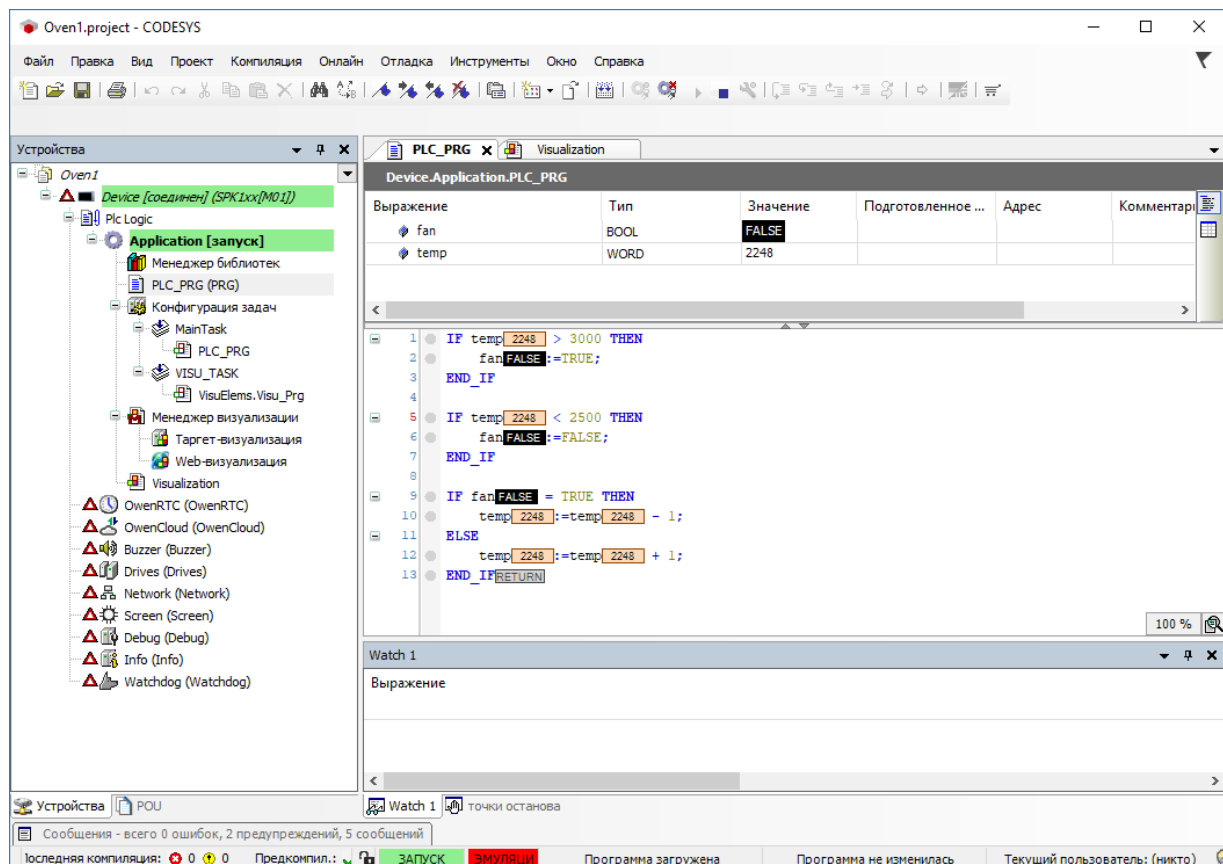 Oven1.project - CODESYS
Файл Правка Вид Проект Компиляция Онлайн Отладка Инструменты Окно Справка
Устройства
Oven1
Device [соединен] (SPK1xx[M01])
Plc Logic
Application [запуск]
Менеджер библиотек
PLC_PRG (PRG)
Конфигурация задач
MainTask
PLC_PRG
VISU_TASK
VisuElems.Visu_Prg
Менеджер визуализации
Таргет-визуализация
Web-визуализация
Visualization
OwenRTC (OwenRTC)
OwenCloud (OwenCloud)
Buzzer (Buzzer)
Drives (Drives)
Network (Network)
Screen (Screen)
Debug (Debug)
Info (Info)
Watchdog (Watchdog)
Устройства POU
PLC_PRG Visualization
Device.Application.PLC_PRG
Выражение Тип Значение Подготовленное ... Адрес Комментарı
fan BOOL FALSE
temp WORD 2248
1 IF temp 2248 > 3000 THEN
2 fan FALSE :=TRUE;
3 END_IF
4
5 IF temp 2248 < 2500 THEN
6 fan FALSE :=FALSE;
7 END_IF
8
9 IF fan FALSE = TRUE THEN
10 temp 2248 :=temp 2248 - 1;
11 ELSE
12 temp 2248 :=temp 2248 + 1;
13 END_IF RETURN
100 %
Watch 1
Выражение
Watch 1 точки останова
Сообщения - всего 0 ошибок, 2 предупреждений, 5 сообщений
Последняя компиляция: 0 0 Предкомпил.: ЗАПУСК ЭМУЛЯЦИ Программа загружена Программа не изменилась Текущий пользователь: (никто)